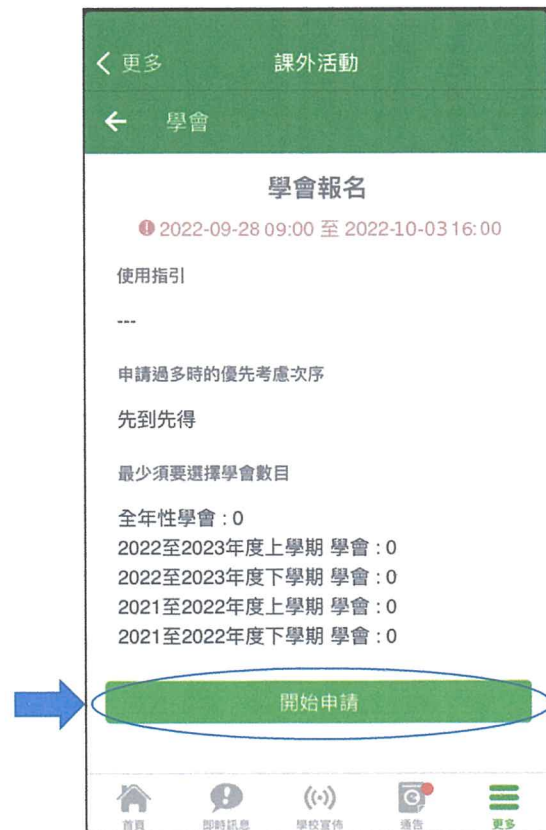 更多 課外活動
學會
學會報名
2022-09-28 09:00 至 2022-10-03 16:00
使用指引
---
申請過多時的優先考慮次序
先到先得
最少須要選擇學會數目
全年性學會 : 0
2022至2023年度上學期 學會 : 0
2022至2023年度下學期 學會 : 0
2021至2022年度上學期 學會 : 0
2021至2022年度下學期 學會 : 0
開始申請
首頁 即時訊息 學校宣佈 通告 更多